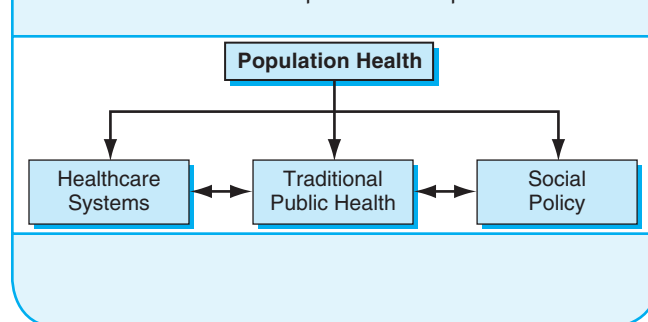 Population Health
Healthcare
Systems
Traditional
Public Health
Social
Policy